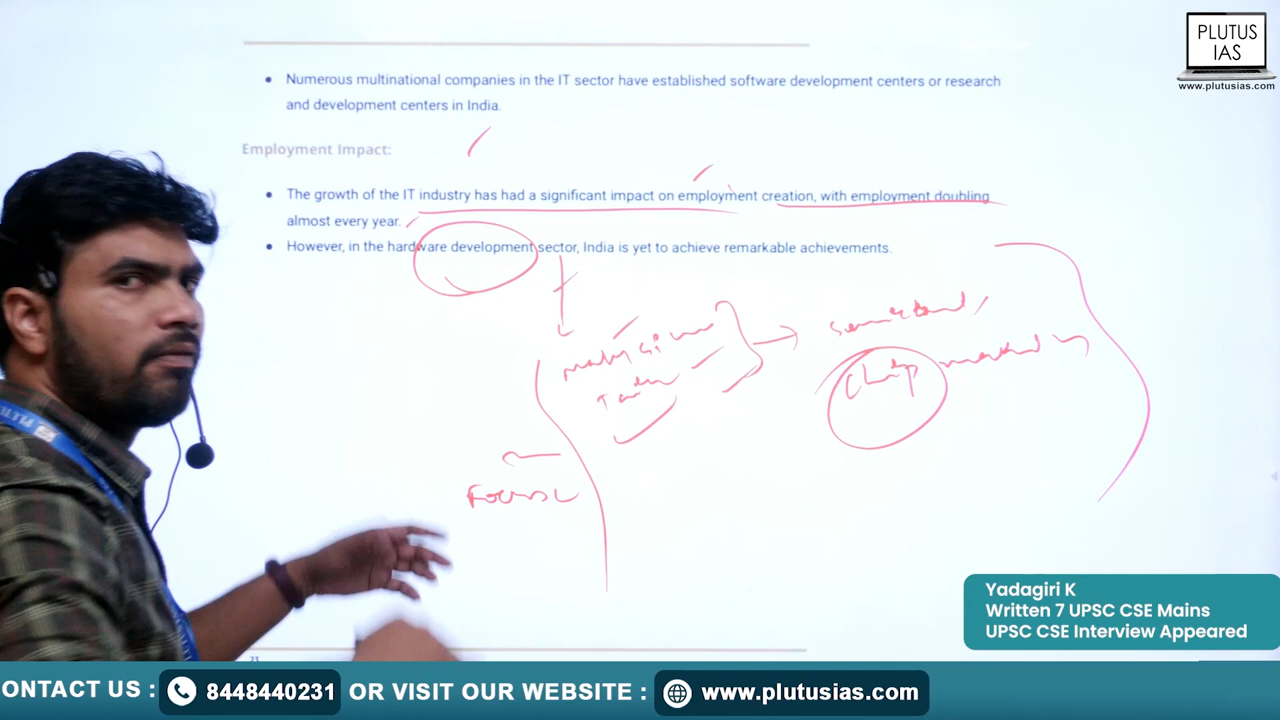 PLUTUS
IAS
www.plutusias.com
• Numerous multinational companies in the IT sector have established software development centers or research
and development centers in India.
Employment Impact:
• The growth of the IT industry has had a significant impact on employment creation, with employment doubling
almost every year.
• However, in the hardware development sector, India is yet to achieve remarkable achievements.
Chip
Focus
Yadagiri K
Written 7 UPSC CSE Mains
UPSC CSE Interview Appeared
ONTACT US : 8448440231 OR VISIT OUR WEBSITE : www.plutusias.com